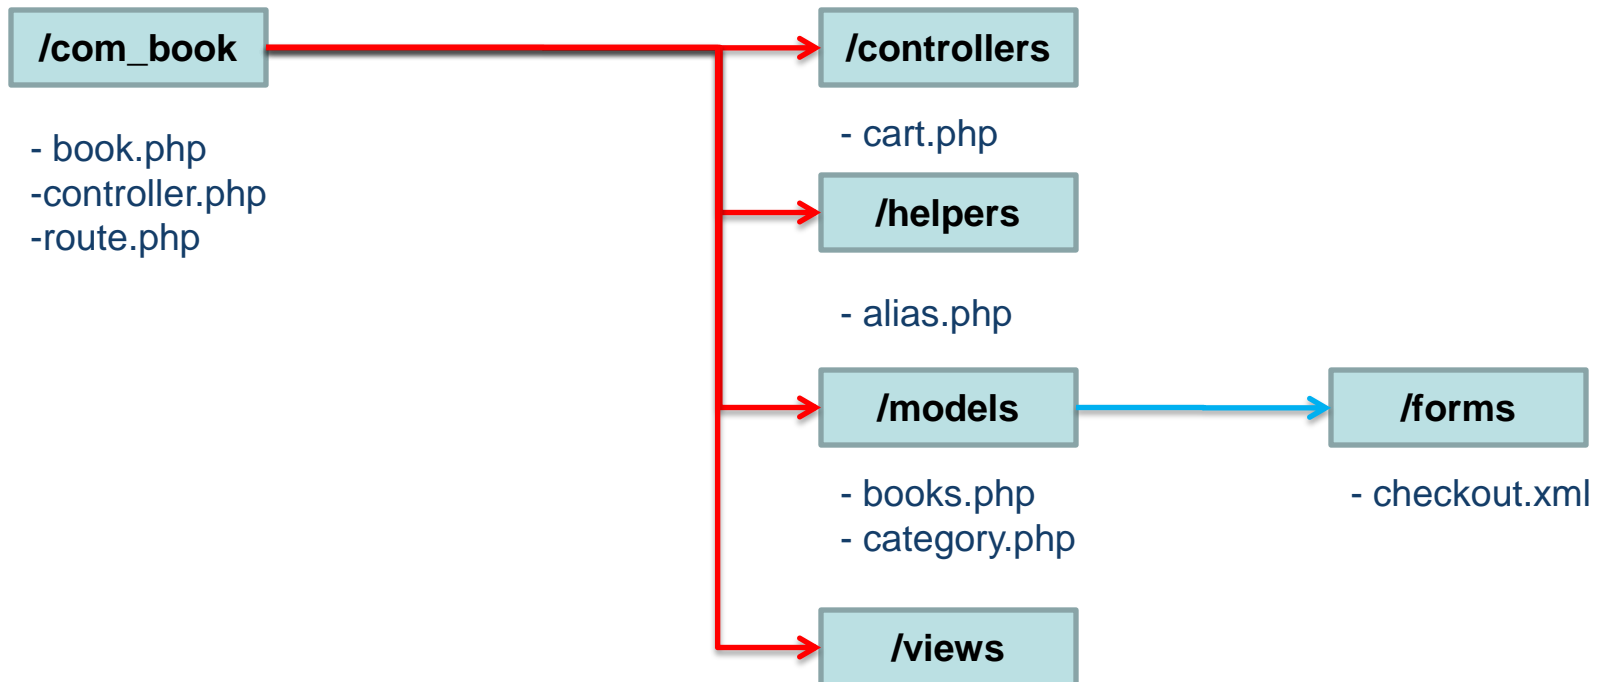 /com_book
- book.php
-controller.php
-route.php
/controllers
- cart.php
/helpers
- alias.php
/models
- books.php
- category.php
/forms
- checkout.xml
/views